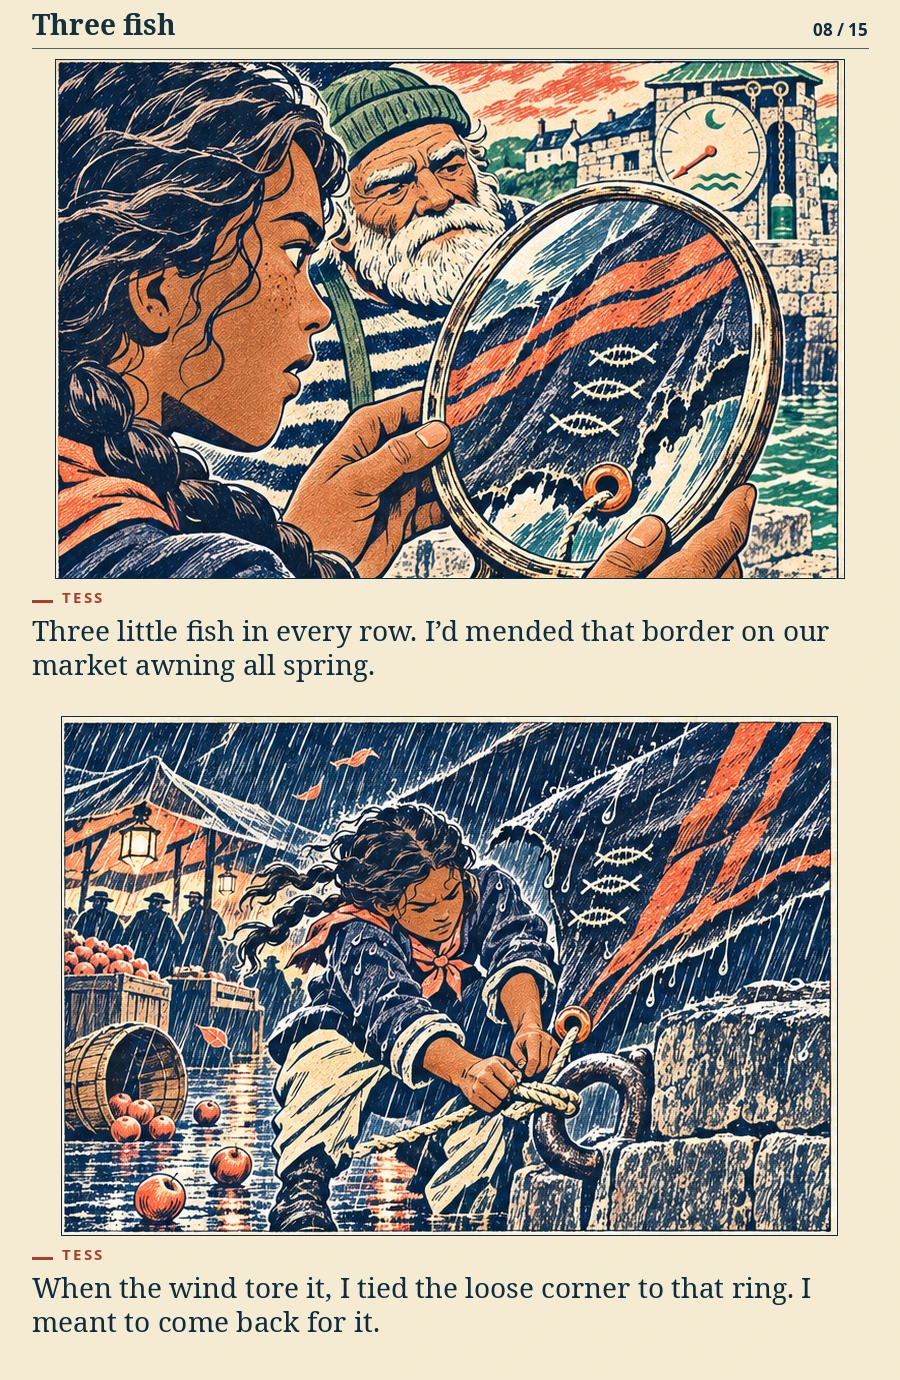 Three fish
08 / 15
TESS
Three little fish in every row. I’d mended that border on our
market awning all spring.
TESS
When the wind tore it, I tied the loose corner to that ring. I
meant to come back for it.